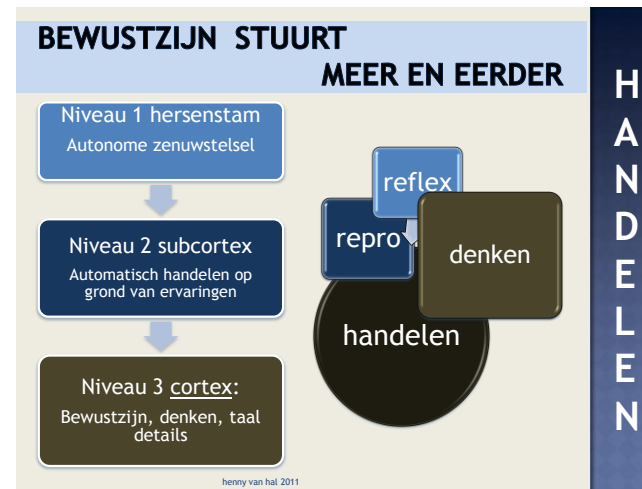 BEWUSTZIJN STUURT
MEER EN EERDER
Niveau 1 hersenstam
Autonome zenuwstelsel
Niveau 2 subcortex
Automatisch handelen op
grond van ervaringen
Niveau 3 cortex:
Bewustzijn, denken, taal
details
reflex
repro
denken
handelen
henny van hal 2011
H
A
N
D
E
L
E
N